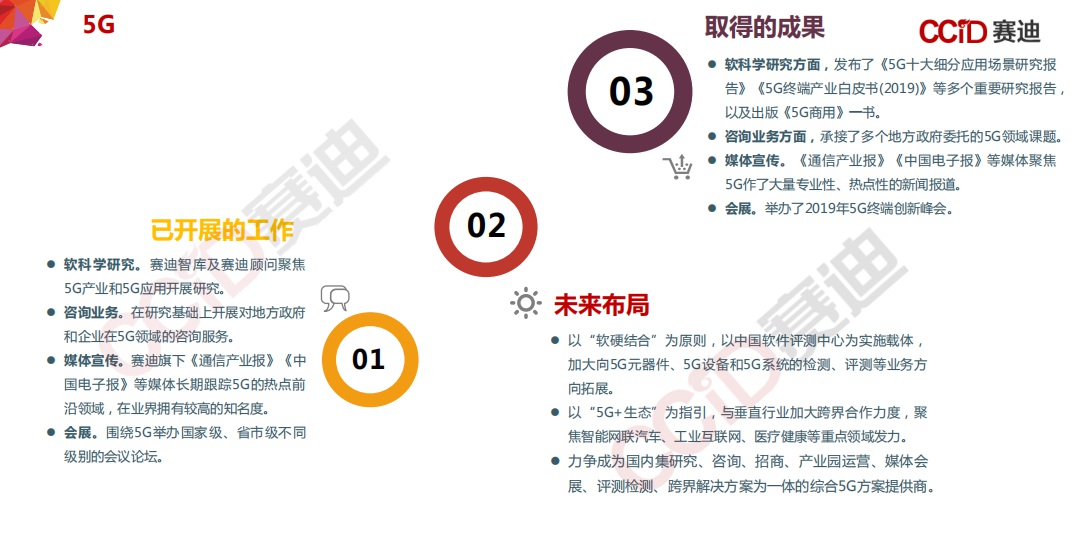 5G
CCiD 赛迪
已开展的工作
● 软科学研究。赛迪智库及赛迪顾问聚焦
5G产业和5G应用开展研究。
● 咨询业务。在研究基础上开展对地方政府
和企业在5G领域的咨询服务。
● 媒体宣传。赛迪旗下《通信产业报》《中
国电子报》等媒体长期跟踪5G的热点前
沿领域，在业界拥有较高的知名度。
● 会展。围绕5G举办国家级、省市级不同
级别的会议论坛。
01
02
未来布局
● 以“软硬结合”为原则，以中国软件评测中心为实施载体，
加大向5G元器件、5G设备和5G系统的检测、评测等业务方
向拓展。
● 以“5G+生态”为指引，与垂直行业加大跨界合作力度，聚
焦智能网联汽车、工业互联网、医疗健康等重点领域发力。
● 力争成为国内集研究、咨询、招商、产业园运营、媒体会
展、评测检测、跨界解决方案为一体的综合5G方案提供商。
03
取得的成果
● 软科学研究方面，发布了《5G十大细分应用场景研究报
告》《5G终端产业白皮书(2019)》等多个重要研究报告，
以及出版《5G商用》一书。
● 咨询业务方面，承接了多个地方政府委托的5G领域课题。
● 媒体宣传。《通信产业报》《中国电子报》等媒体聚焦
5G作了大量专业性、热点性的新闻报道。
● 会展。举办了2019年5G终端创新峰会。
CCiD赛迪
CCiD赛迪